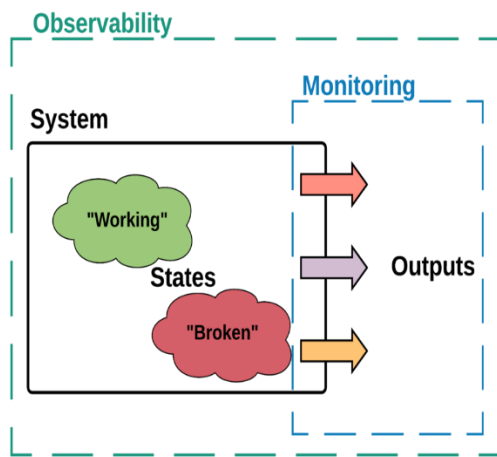 Observability
Monitoring
System
"Working"
States
Outputs
"Broken"